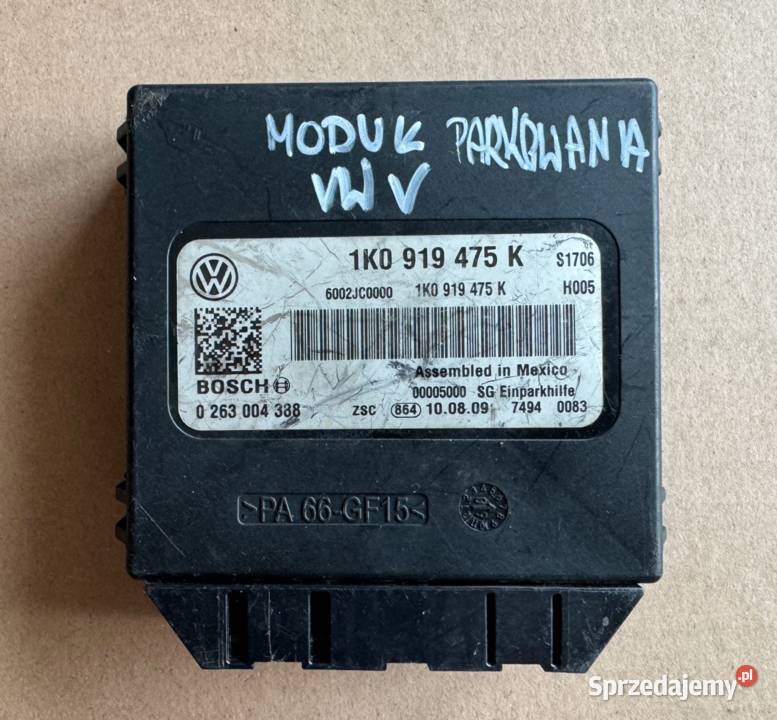 MODUŁ PARKOWANIA
VW V
1K0 919 475 K S1706
6002JC0000 1K0 919 475 K H005
Assembled in Mexico
BOSCH 00005000 SG Einparkhilfe
0 263 004 388 ZSC 864 10.08.09 7494 0083
>PA 66-GF15<
Sprzedajemy.pl